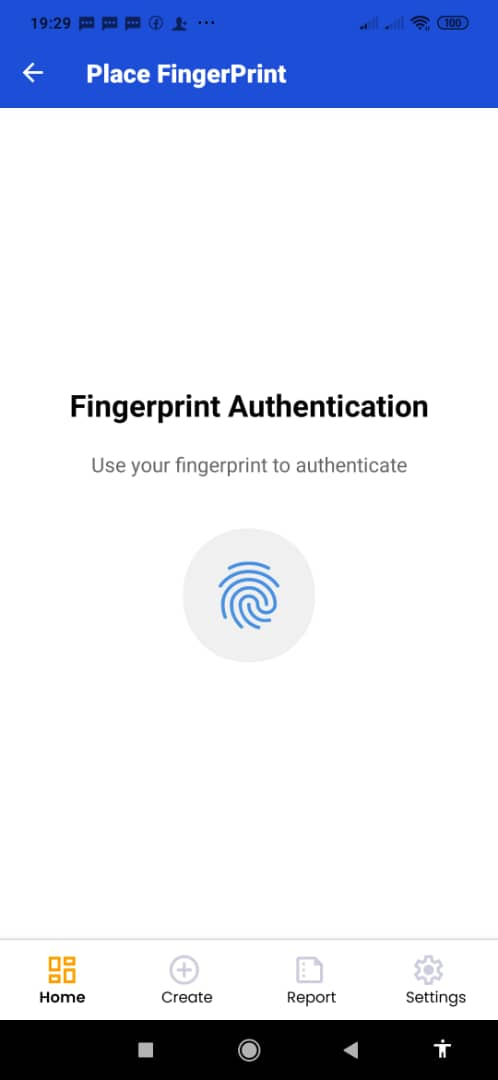 19:29
100
Place FingerPrint
Fingerprint Authentication
Use your fingerprint to authenticate
Home
Create
Report
Settings